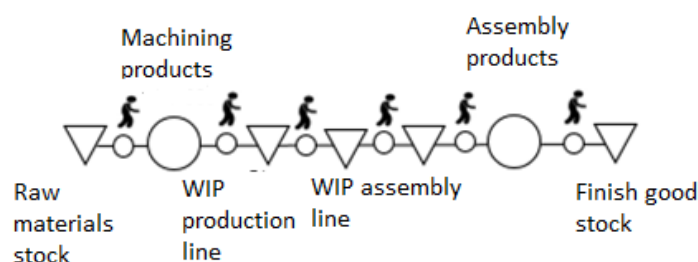 Machining
products
Assembly
products
Raw
materials
stock
WIP
production
line
WIP assembly
line
Finish good
stock